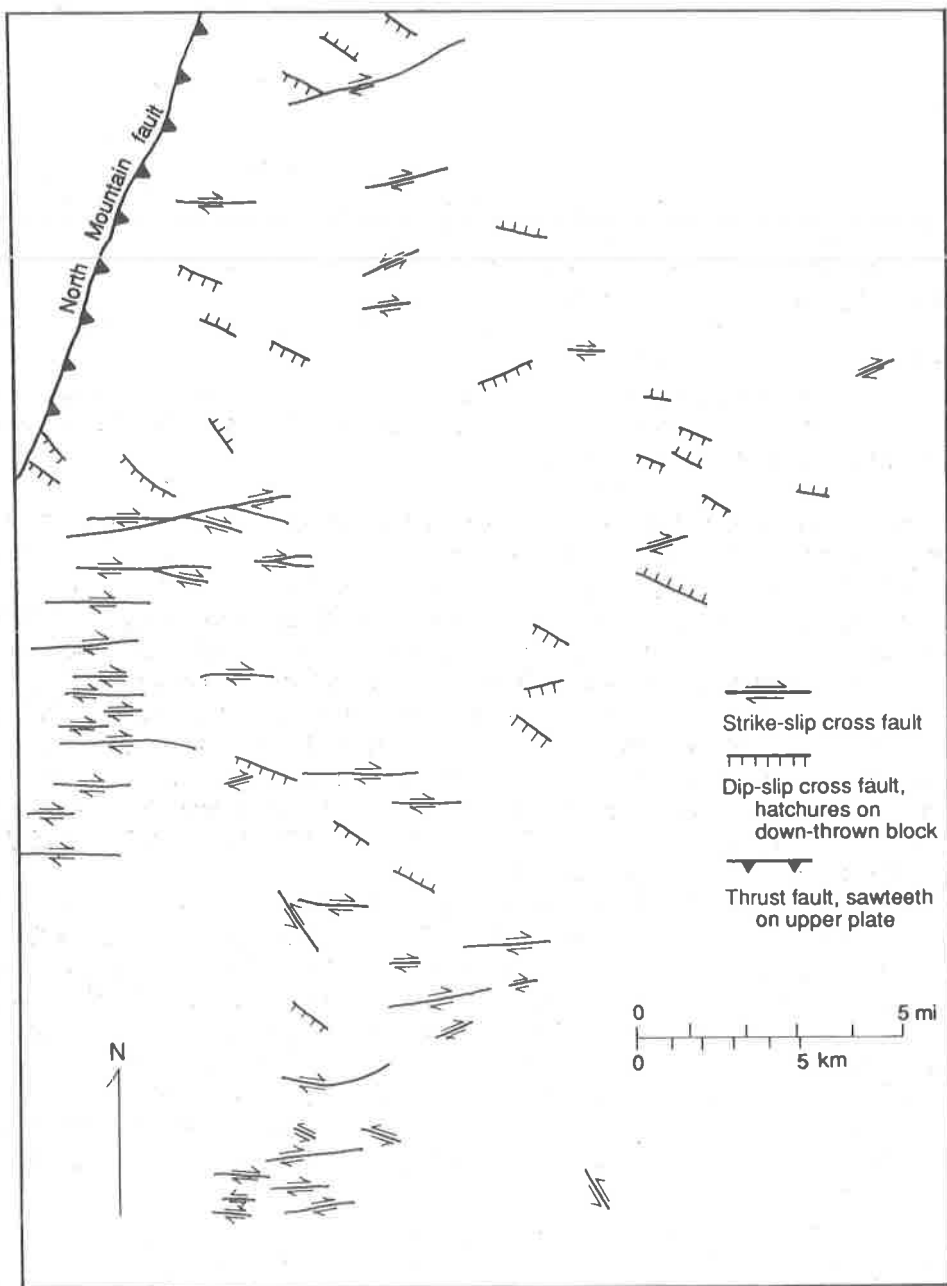 North Mountain fault
Strike-slip cross fault
Dip-slip cross fault,
hatchures on
down-thrown block
Thrust fault, sawteeth
on upper plate
0 5 mi
0 5 km
N